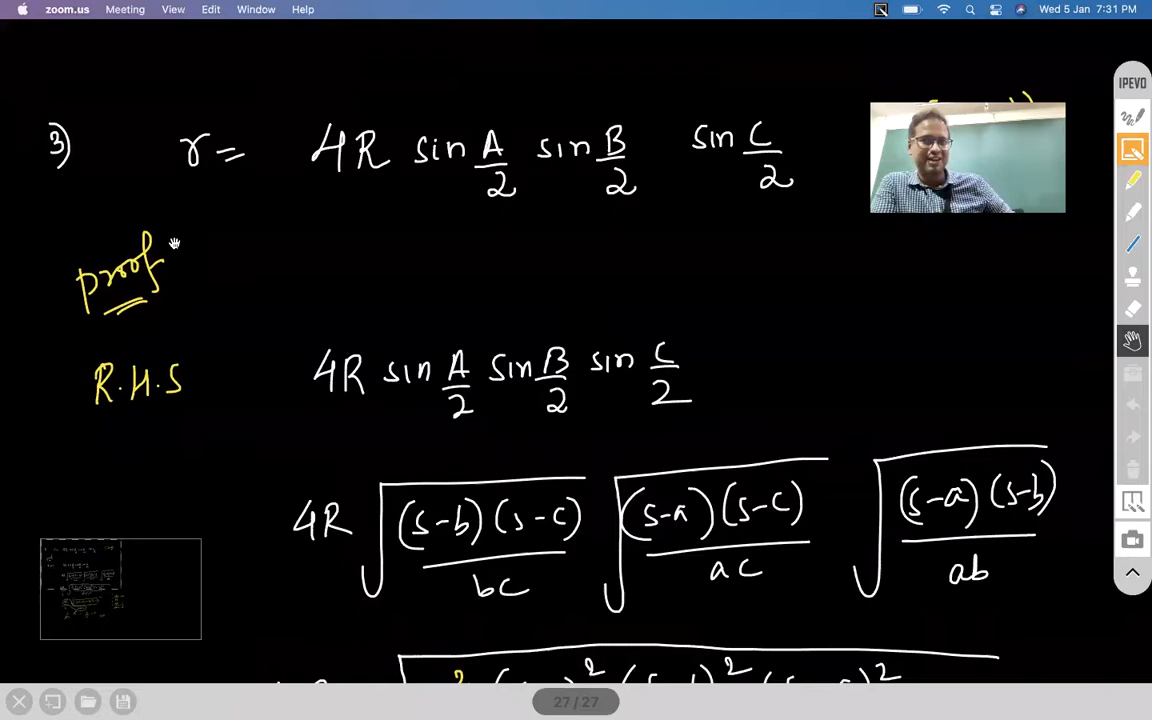 zoom.us Meeting View Edit Window Help Wed 5 Jan 7:31 PM
IPEVO
3) r = 4R sin A/2 sin B/2 sin C/2
proof
R.H.S 4R sin A/2 sin B/2 sin C/2
4R √((s-b)(s-c)/bc) √((s-a)(s-c)/ac) √((s-a)(s-b)/ab)
27 / 27